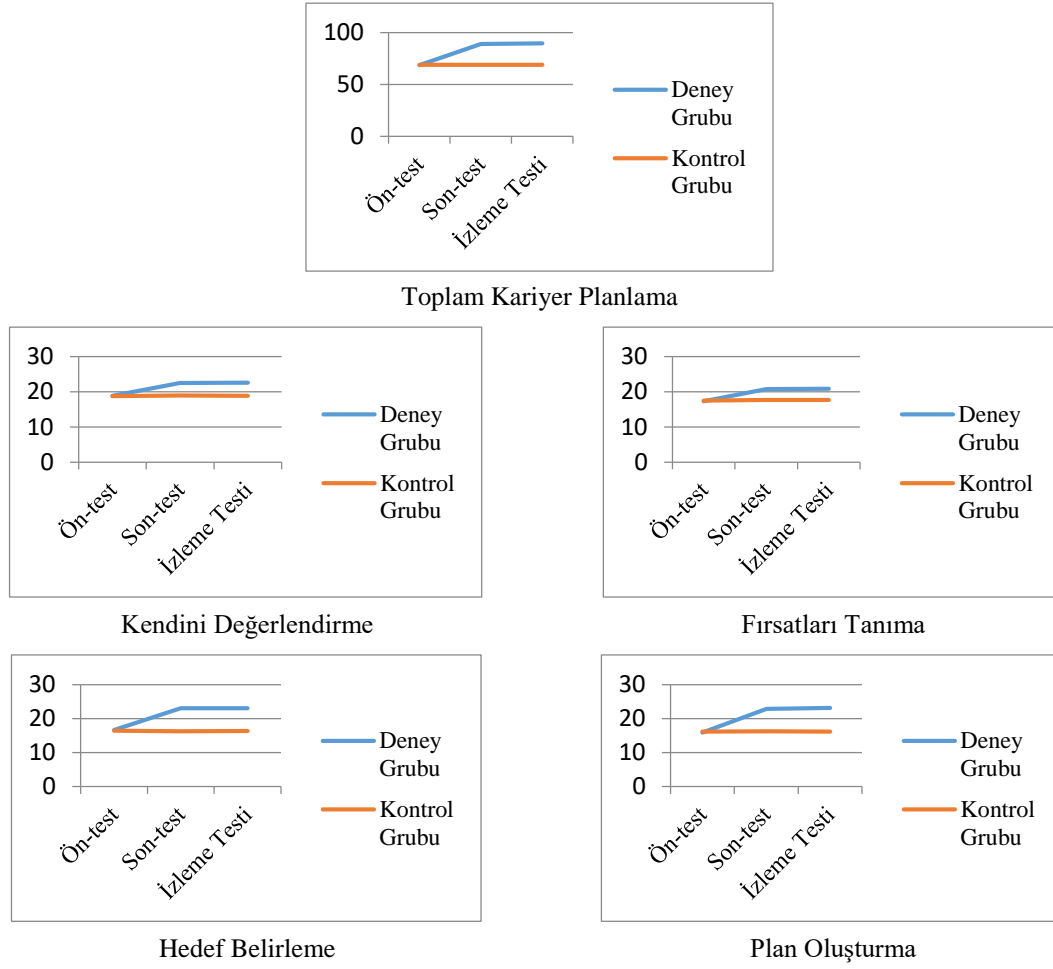 100
50
0
Ön-test
Son-test
İzleme Testi
Deney
Grubu
Kontrol
Grubu
Toplam Kariyer Planlama
30
20
10
0
Ön-test
Son-test
İzleme Testi
Deney
Grubu
Kontrol
Grubu
Kendini Değerlendirme
30
20
10
0
Ön-test
Son-test
İzleme Testi
Deney
Grubu
Kontrol
Grubu
Fırsatları Tanıma
30
20
10
0
Ön-test
Son-test
İzleme Testi
Deney
Grubu
Kontrol
Grubu
Hedef Belirleme
30
20
10
0
Ön-test
Son-test
İzleme Testi
Deney
Grubu
Kontrol
Grubu
Plan Oluşturma